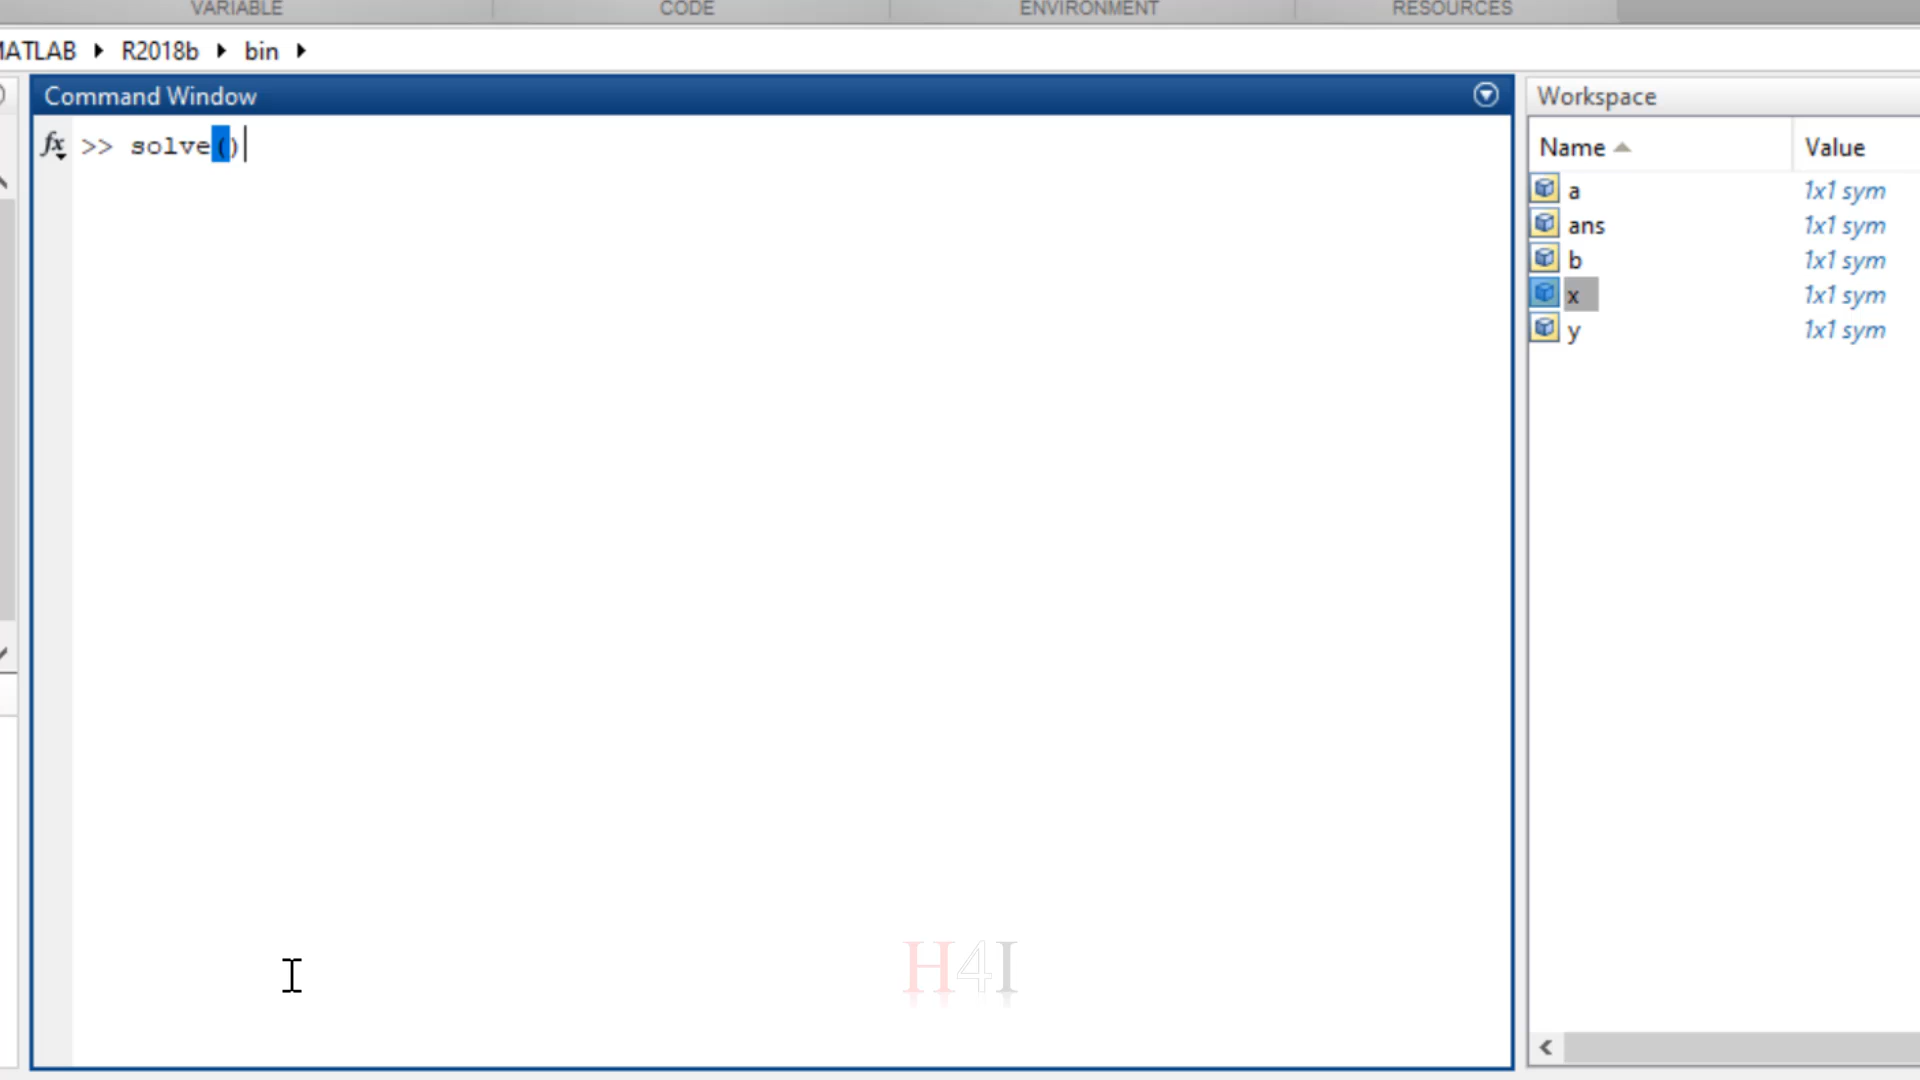 VARIABLE CODE ENVIRONMENT RESOURCES
MATLAB R2018b bin
Command Window
Workspace
fx >> solve()
Name Value
a 1x1 sym
ans 1x1 sym
b 1x1 sym
x 1x1 sym
y 1x1 sym
H4I